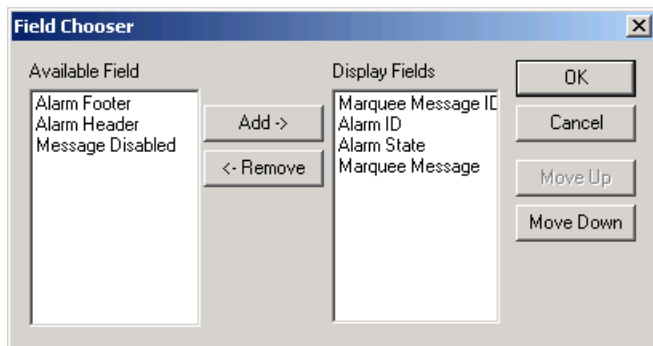 Field Chooser
Available Field
Alarm Footer
Alarm Header
Message Disabled
Add ->
<- Remove
Display Fields
Marquee Message ID
Alarm ID
Alarm State
Marquee Message
OK
Cancel
Move Up
Move Down